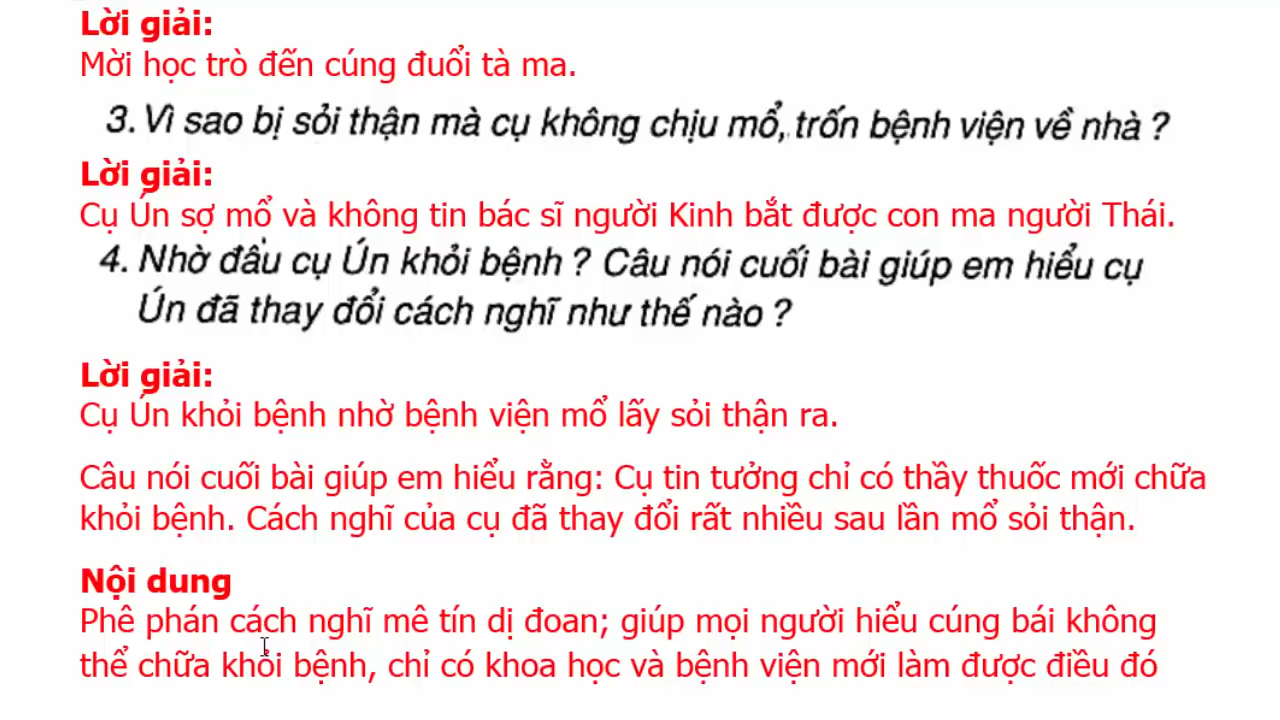 Lời giải:
Mời học trò đến cúng đuổi tà ma.
3. Vì sao bị sỏi thận mà cụ không chịu mổ, trốn bệnh viện về nhà ?
Lời giải:
Cụ Ún sợ mổ và không tin bác sĩ người Kinh bắt được con ma người Thái.
4. Nhờ đâu cụ Ún khỏi bệnh ? Câu nói cuối bài giúp em hiểu cụ
Ún đã thay đổi cách nghĩ như thế nào ?
Lời giải:
Cụ Ún khỏi bệnh nhờ bệnh viện mổ lấy sỏi thận ra.
Câu nói cuối bài giúp em hiểu rằng: Cụ tin tưởng chỉ có thầy thuốc mới chữa
khỏi bệnh. Cách nghĩ của cụ đã thay đổi rất nhiều sau lần mổ sỏi thận.
Nội dung
Phê phán cách nghĩ mê tín dị đoan; giúp mọi người hiểu cúng bái không
thể chữa khỏi bệnh, chỉ có khoa học và bệnh viện mới làm được điều đó